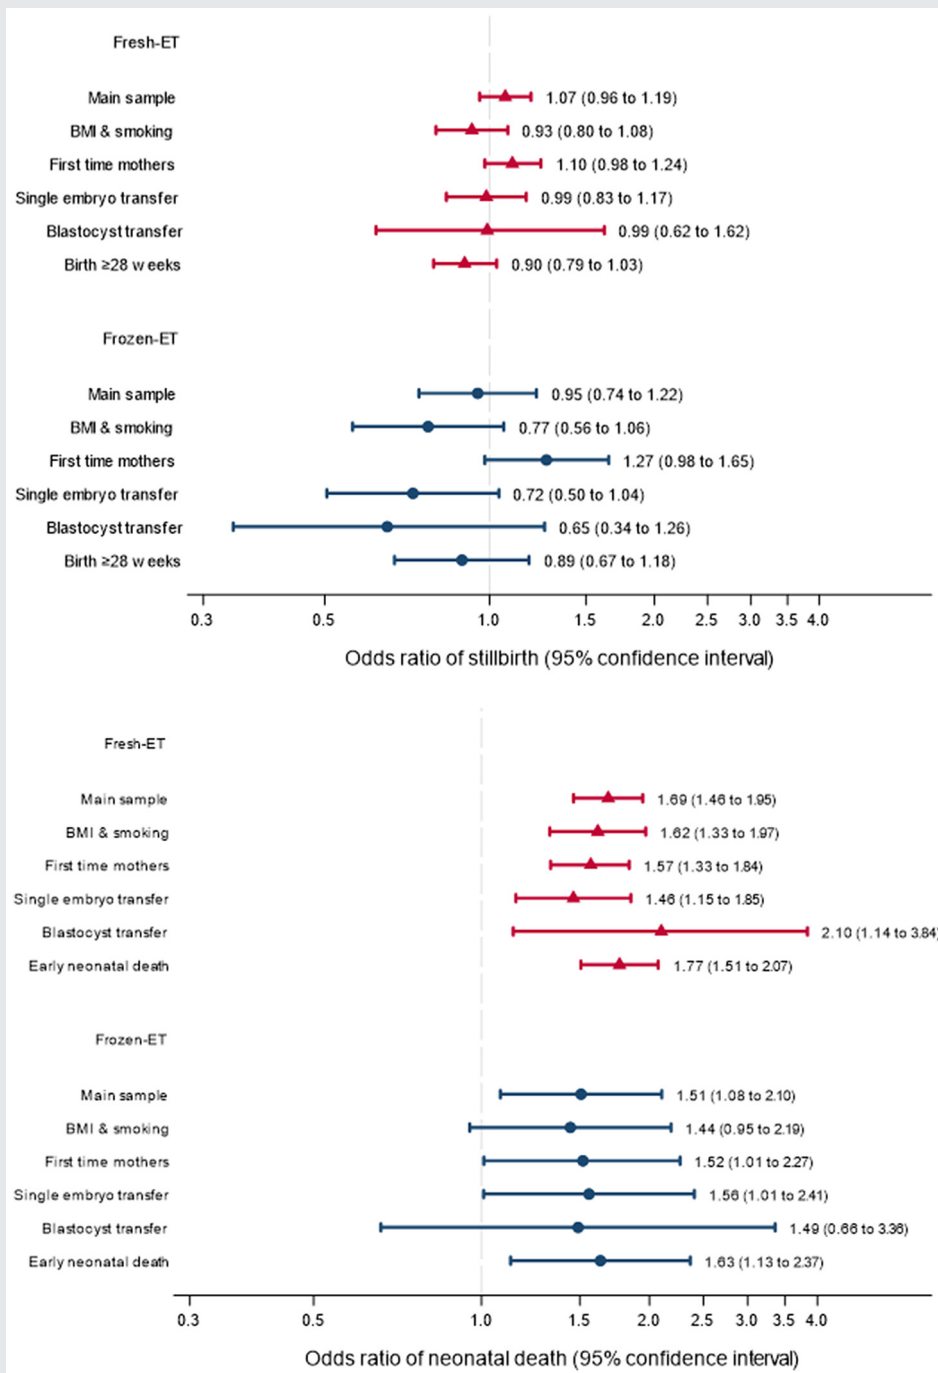 Fresh-ET
Main sample 1.07 (0.96 to 1.19)
BMI & smoking 0.93 (0.80 to 1.08)
First time mothers 1.10 (0.98 to 1.24)
Single embryo transfer 0.99 (0.83 to 1.17)
Blastocyst transfer 0.99 (0.62 to 1.62)
Birth ≥28 weeks 0.90 (0.79 to 1.03)
Frozen-ET
Main sample 0.95 (0.74 to 1.22)
BMI & smoking 0.77 (0.56 to 1.06)
First time mothers 1.27 (0.98 to 1.65)
Single embryo transfer 0.72 (0.50 to 1.04)
Blastocyst transfer 0.65 (0.34 to 1.26)
Birth ≥28 weeks 0.89 (0.67 to 1.18)
0.3 0.5 1.0 1.5 2.0 2.5 3.0 3.5 4.0
Odds ratio of stillbirth (95% confidence interval)
Fresh-ET
Main sample 1.69 (1.46 to 1.95)
BMI & smoking 1.62 (1.33 to 1.97)
First time mothers 1.57 (1.33 to 1.84)
Single embryo transfer 1.46 (1.15 to 1.85)
Blastocyst transfer 2.10 (1.14 to 3.84)
Early neonatal death 1.77 (1.51 to 2.07)
Frozen-ET
Main sample 1.51 (1.08 to 2.10)
BMI & smoking 1.44 (0.95 to 2.19)
First time mothers 1.52 (1.01 to 2.27)
Single embryo transfer 1.56 (1.01 to 2.41)
Blastocyst transfer 1.49 (0.66 to 3.36)
Early neonatal death 1.63 (1.13 to 2.37)
0.3 0.5 1.0 1.5 2.0 2.5 3.0 3.5 4.0
Odds ratio of neonatal death (95% confidence interval)